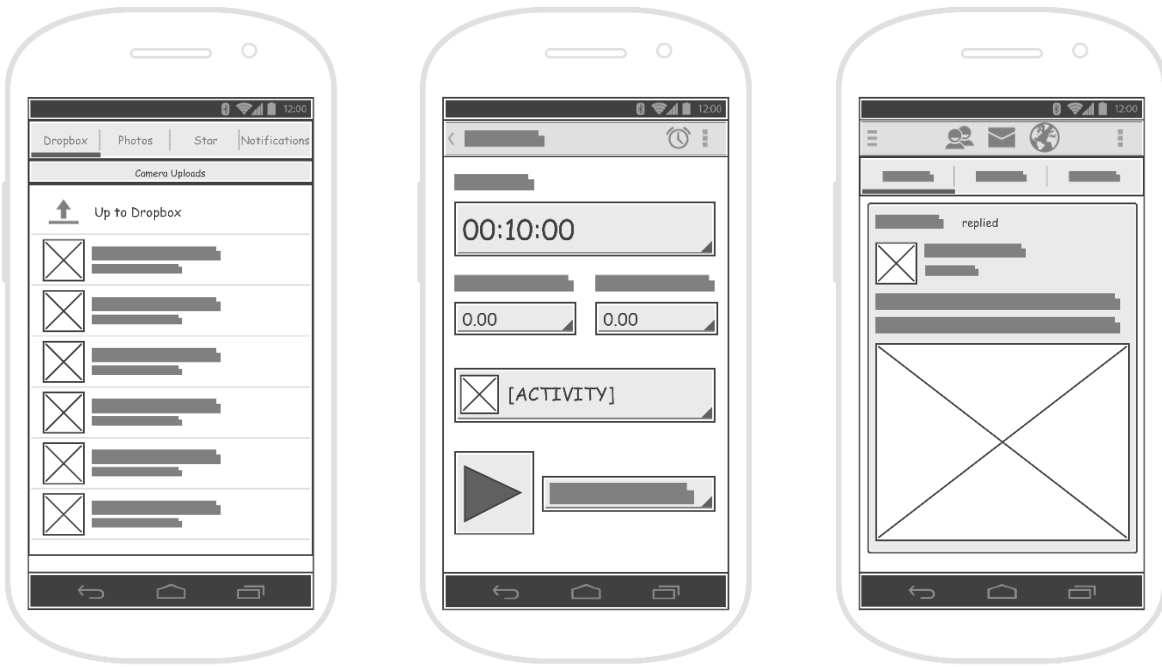 12:00
Dropbox Photos Star Notifications
Camera Uploads
Up to Dropbox
12:00
00:10:00
0.00 0.00
[ACTIVITY]
12:00
replied